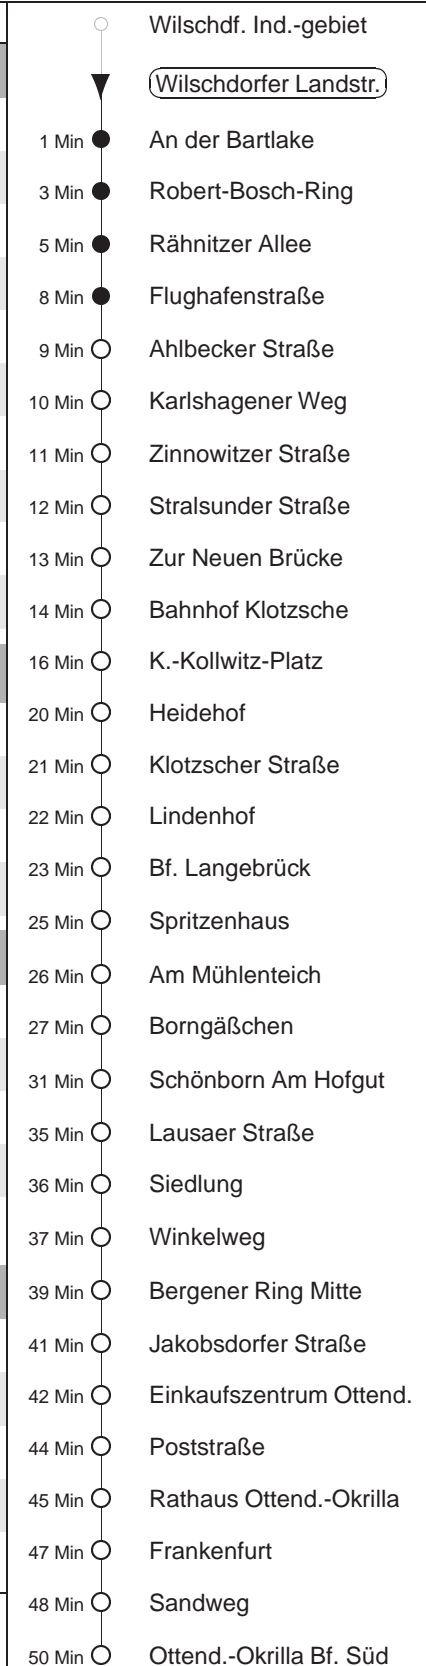 Wilschdf. Ind.-gebiet
Wilschdorfer Landstr.
1 Min An der Bartlake
3 Min Robert-Bosch-Ring
5 Min Rähnitzer Allee
8 Min Flughafenstraße
9 Min Ahlbecker Straße
10 Min Karlshagener Weg
11 Min Zinnowitzer Straße
12 Min Stralsunder Straße
13 Min Zur Neuen Brücke
14 Min Bahnhof Klotzsche
16 Min K.-Kollwitz-Platz
20 Min Heidehof
21 Min Klotzscher Straße
22 Min Lindenhof
23 Min Bf. Langebrück
25 Min Spritzenhaus
26 Min Am Mühlenteich
27 Min Borngäßchen
31 Min Schönborn Am Hofgut
35 Min Lausaer Straße
36 Min Siedlung
37 Min Winkelweg
39 Min Bergener Ring Mitte
41 Min Jakobsdorfer Straße
42 Min Einkaufszentrum Ottend.
44 Min Poststraße
45 Min Rathaus Ottend.-Okrilla
47 Min Frankenfurt
48 Min Sandweg
50 Min Ottend.-Okrilla Bf. Süd